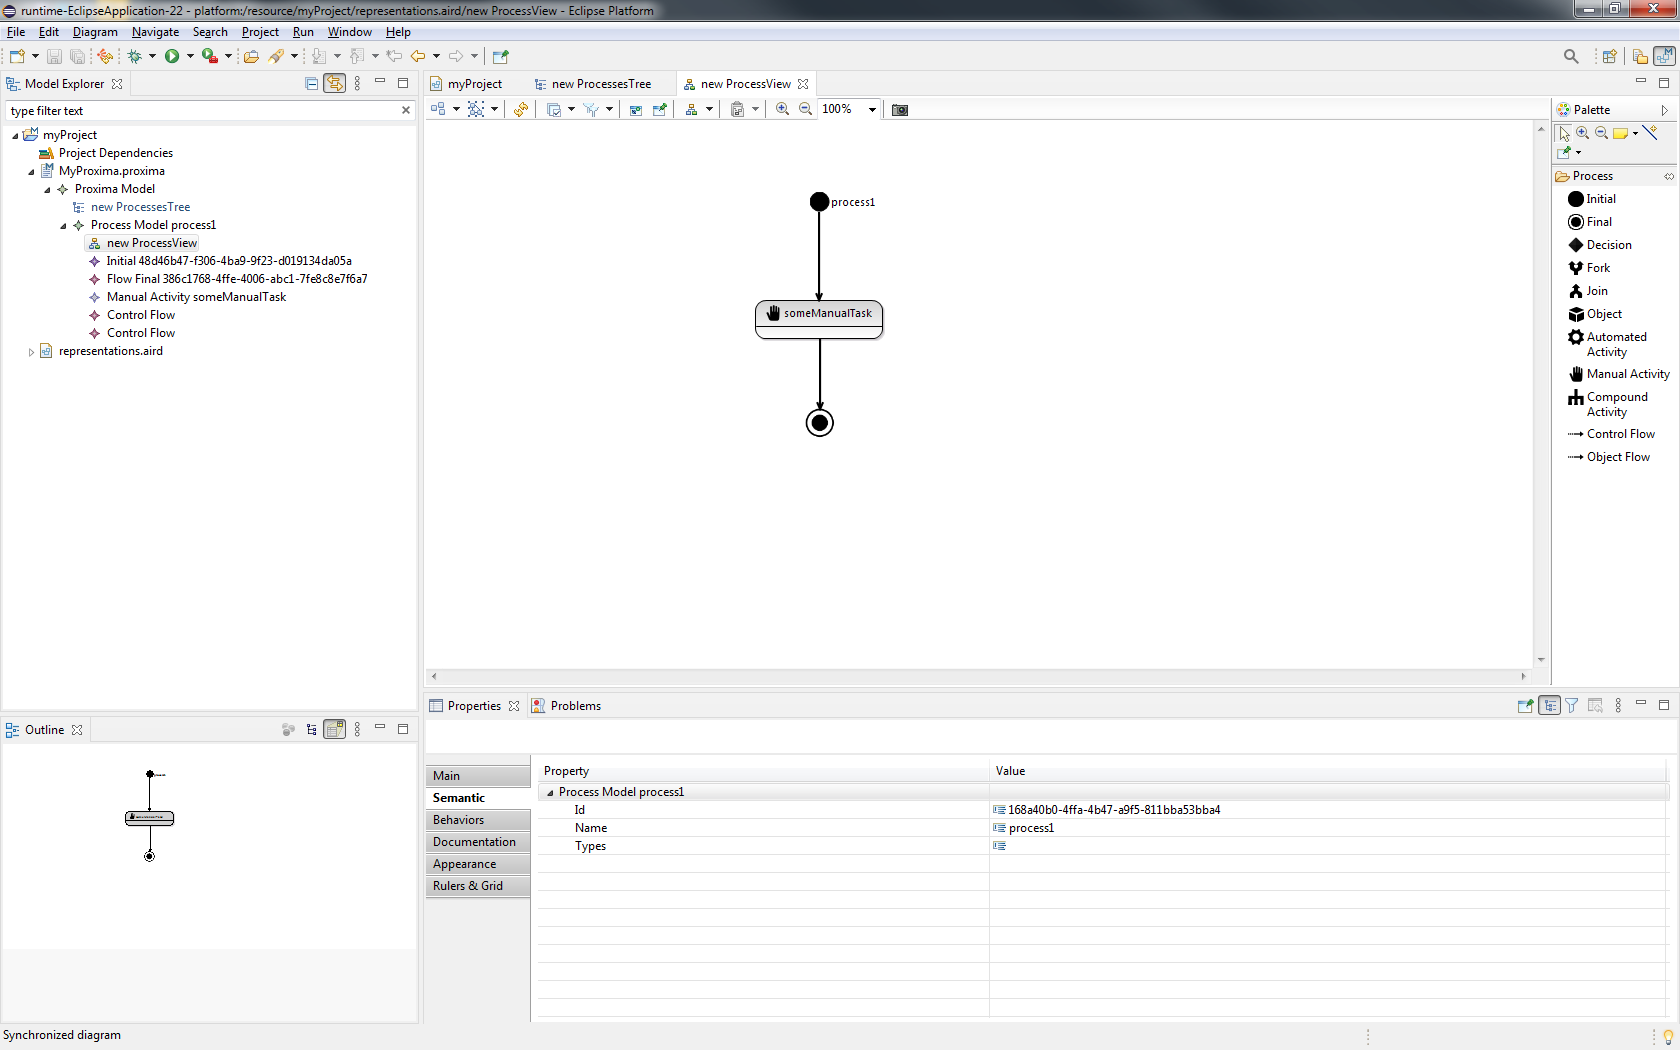 runtime-EclipseApplication-22 - platform:/resource/myProject/representations.aird/new ProcessView - Eclipse Platform
File Edit Diagram Navigate Search Project Run Window Help
Model Explorer
type filter text
myProject
Project Dependencies
MyProxima.proxima
Proxima Model
new ProcessesTree
Process Model process1
new ProcessView
Initial 48d46b47-f306-4ba9-9f23-d019134da05a
Flow Final 386c1768-4ffe-4006-abc1-7fe8c8e7f6a7
Manual Activity someManualTask
Control Flow
Control Flow
representations.aird
myProject new ProcessesTree new ProcessView
100%
process1
someManualTask
Palette
Process
Initial
Final
Decision
Fork
Join
Object
Automated
Activity
Manual Activity
Compound
Activity
Control Flow
Object Flow
Outline
Properties Problems
Main
Semantic
Behaviors
Documentation
Appearance
Rulers & Grid
Property Value
Process Model process1
Id 168a40b0-4ffa-4b47-a9f5-811bba53bba4
Name process1
Types
Synchronized diagram